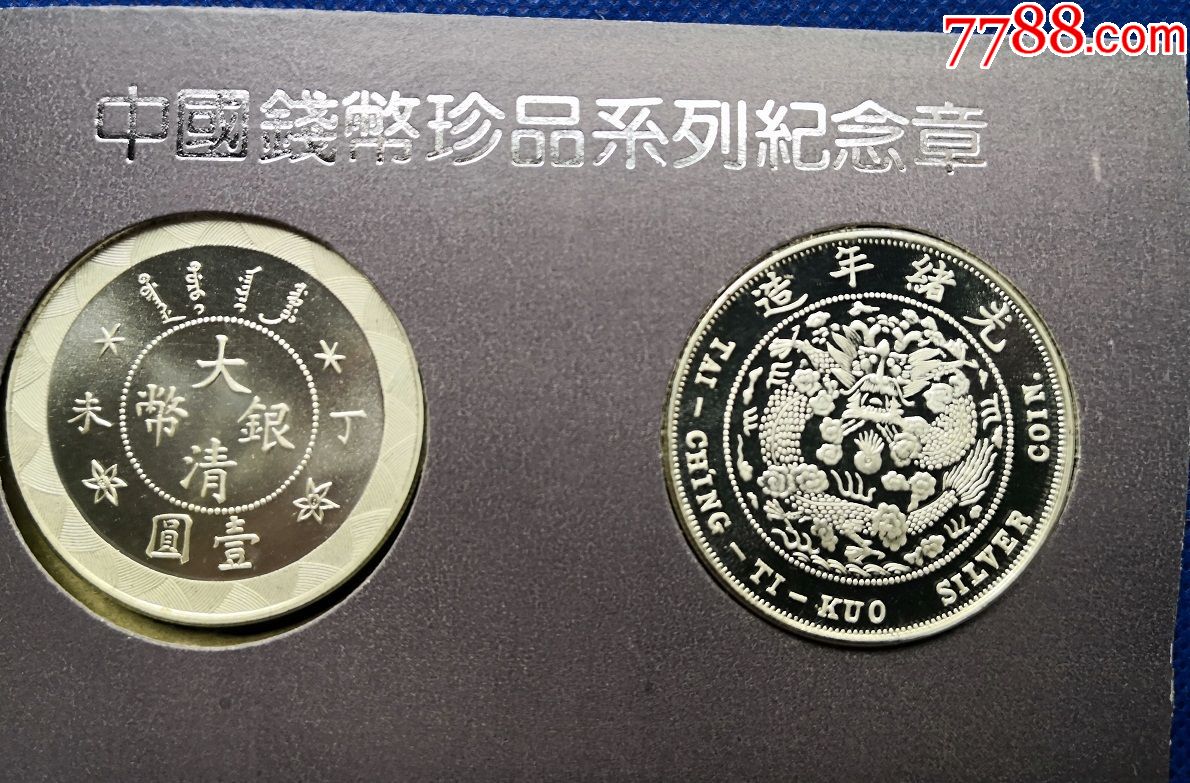 7788.com
中國錢幣珍品系列紀念章
大清銀幣
丁未
壹圓
光緒年造
TAI-CHING-TI-KUO SILVER COIN.